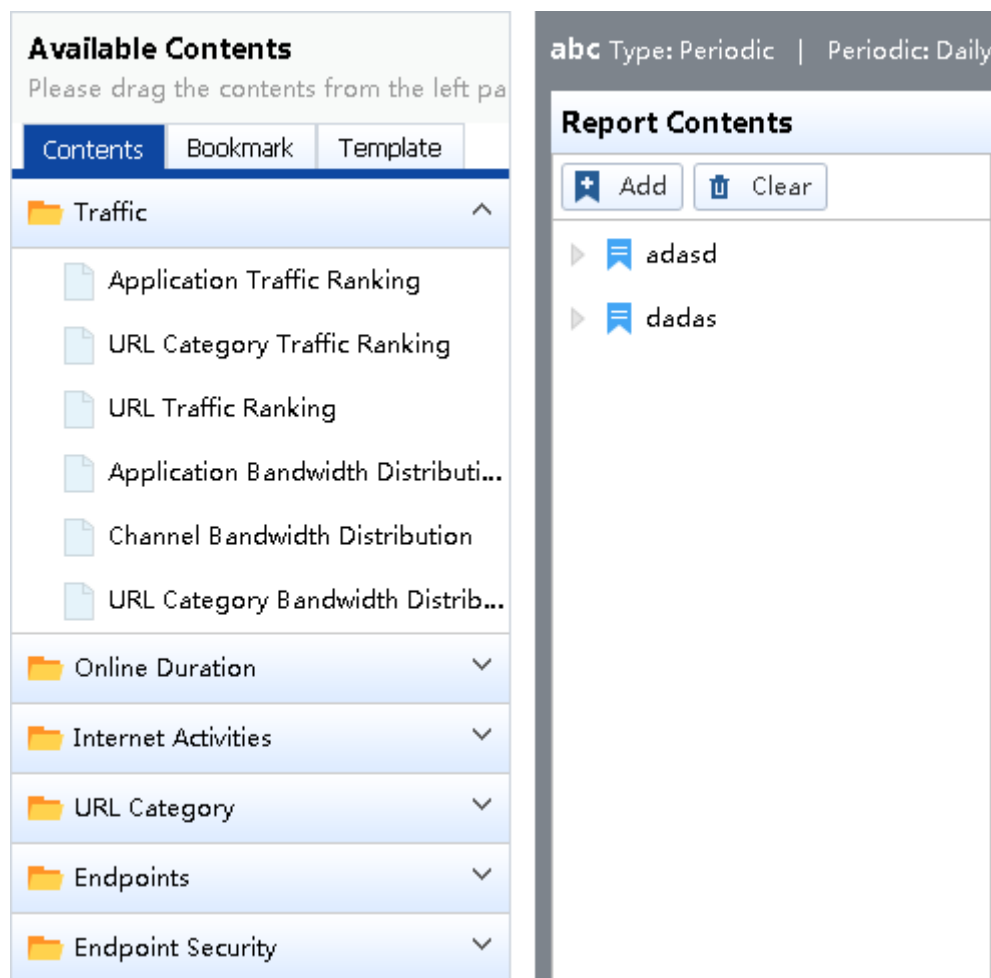 Available Contents
Please drag the contents from the left pa
Contents Bookmark Template
Traffic
Application Traffic Ranking
URL Category Traffic Ranking
URL Traffic Ranking
Application Bandwidth Distributi...
Channel Bandwidth Distribution
URL Category Bandwidth Distrib...
Online Duration
Internet Activities
URL Category
Endpoints
Endpoint Security
abc Type: Periodic | Periodic: Daily
Report Contents
Add Clear
adasd
dadas